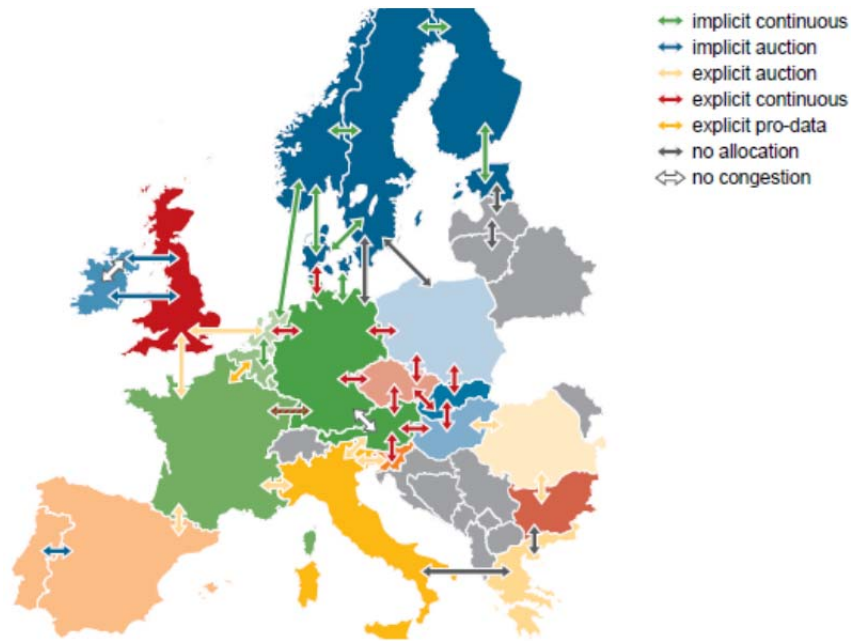 implicit continuous
implicit auction
explicit auction
explicit continuous
explicit pro-data
no allocation
no congestion